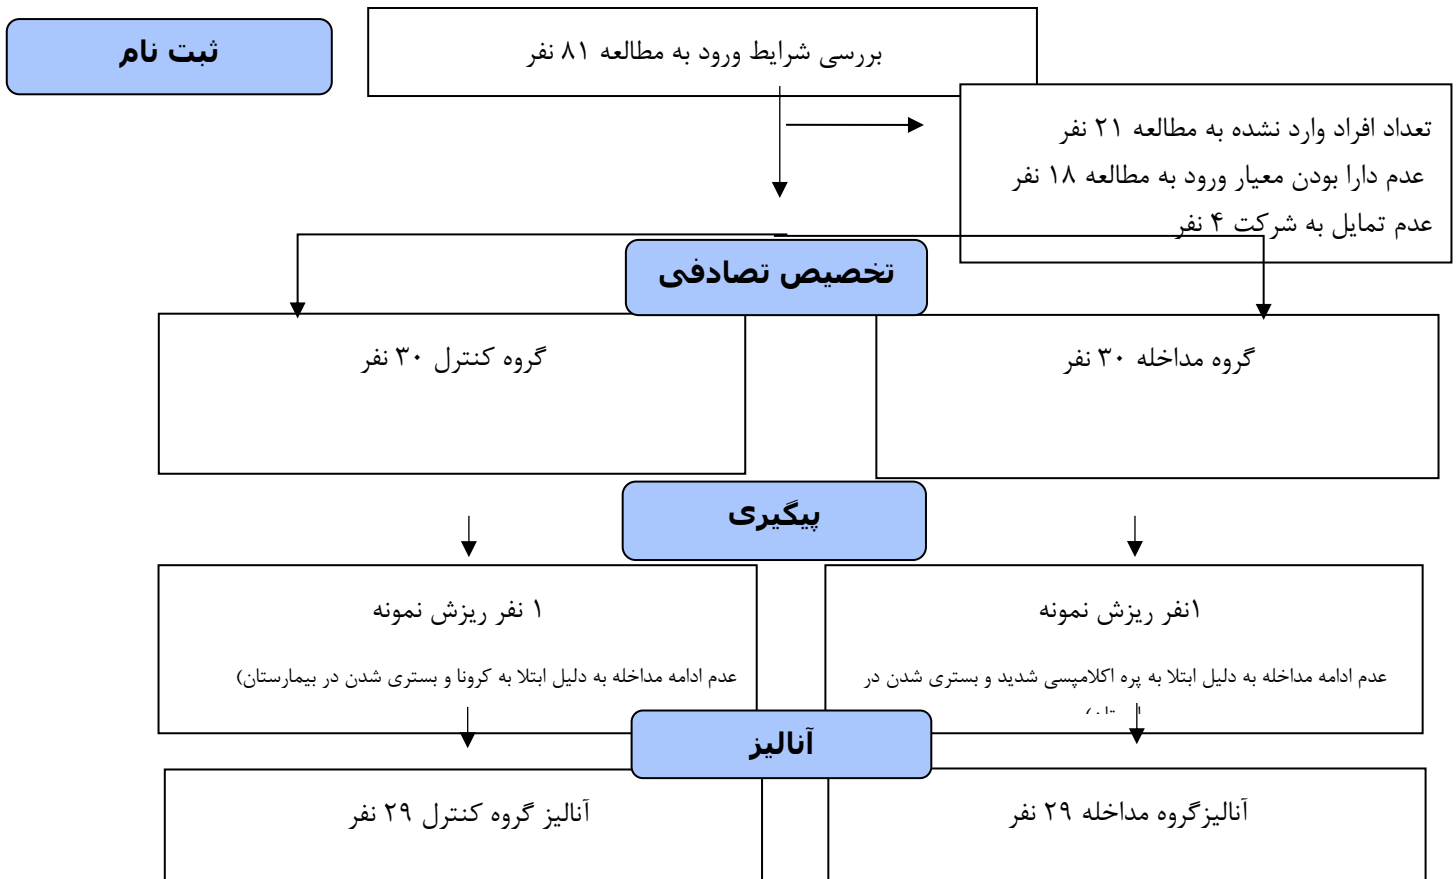 ثبت نام
بررسی شرایط ورود به مطالعه ۸۱ نفر
تعداد افراد وارد نشده به مطالعه ۲۱ نفر
عدم دارا بودن معیار ورود به مطالعه ۱۸ نفر
عدم تمایل به شرکت ۴ نفر
تخصیص تصادفی
گروه مداخله ۳۰ نفر
گروه کنترل ۳۰ نفر
پیگیری
۱نفر ریزش نمونه
عدم ادامه مداخله به دلیل ابتلا به پره اکلامپسی شدید و بستری شدن در
۱ نفر ریزش نمونه
عدم ادامه مداخله به دلیل ابتلا به کرونا و بستری شدن در بیمارستان)
آنالیز
آنالیزگروه مداخله ۲۹ نفر
آنالیز گروه کنترل ۲۹ نفر